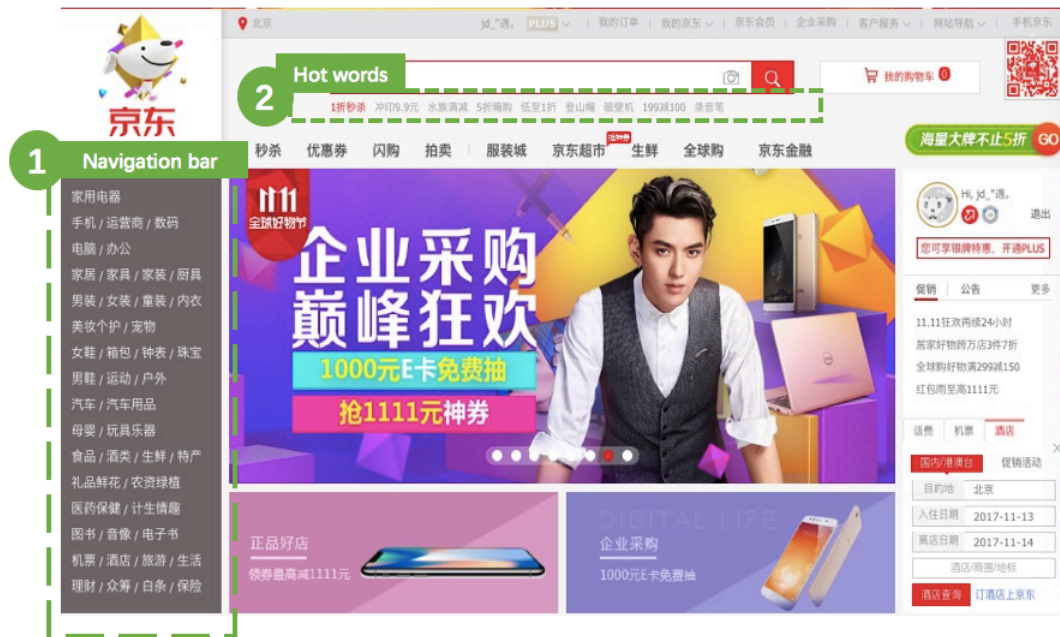 北京
jd_"遇。 PLUS
我的订单
我的京东
京东会员
企业采购
客户服务
网站导航
手机京东
京东
2 Hot words
我的购物车 0
1折秒杀 冲印9.9元 水族满减 5折嗨购 低至1折 登山帽 破壁机 199减100 录音笔
秒杀 优惠券 闪购 拍卖 服装城 京东超市 生鲜 全球购 京东金融
海量大牌不止5折 GO
1 Navigation bar
家用电器
手机 / 运营商 / 数码
电脑 / 办公
家居 / 家具 / 家装 / 厨具
男装 / 女装 / 童装 / 内衣
美妆个护 / 宠物
女鞋 / 箱包 / 钟表 / 珠宝
男鞋 / 运动 / 户外
汽车 / 汽车用品
母婴 / 玩具乐器
食品 / 酒类 / 生鲜 / 特产
礼品鲜花 / 农资绿植
医药保健 / 计生情趣
图书 / 音像 / 电子书
机票 / 酒店 / 旅游 / 生活
理财 / 众筹 / 白条 / 保险
11.11
全球好物节
企业采购
巅峰狂欢
1000元E卡免费抽
抢1111元神券
正品好店
领券最高减1111元
DIGITAL LIFE
企业采购
1000元E卡免费抽
Hi, jd_"遇。
退出
您可享银牌特惠，开通PLUS
促销 公告 更多
11.11狂欢再续24小时
居家好物跨万店3件7折
全球购好物满299减150
红包雨至高1111元
话费 机票 酒店
国内/港澳台 促销活动
目的地 北京
入住日期 2017-11-13
离店日期 2017-11-14
酒店/商圈/地标
酒店查询 订酒店上京东